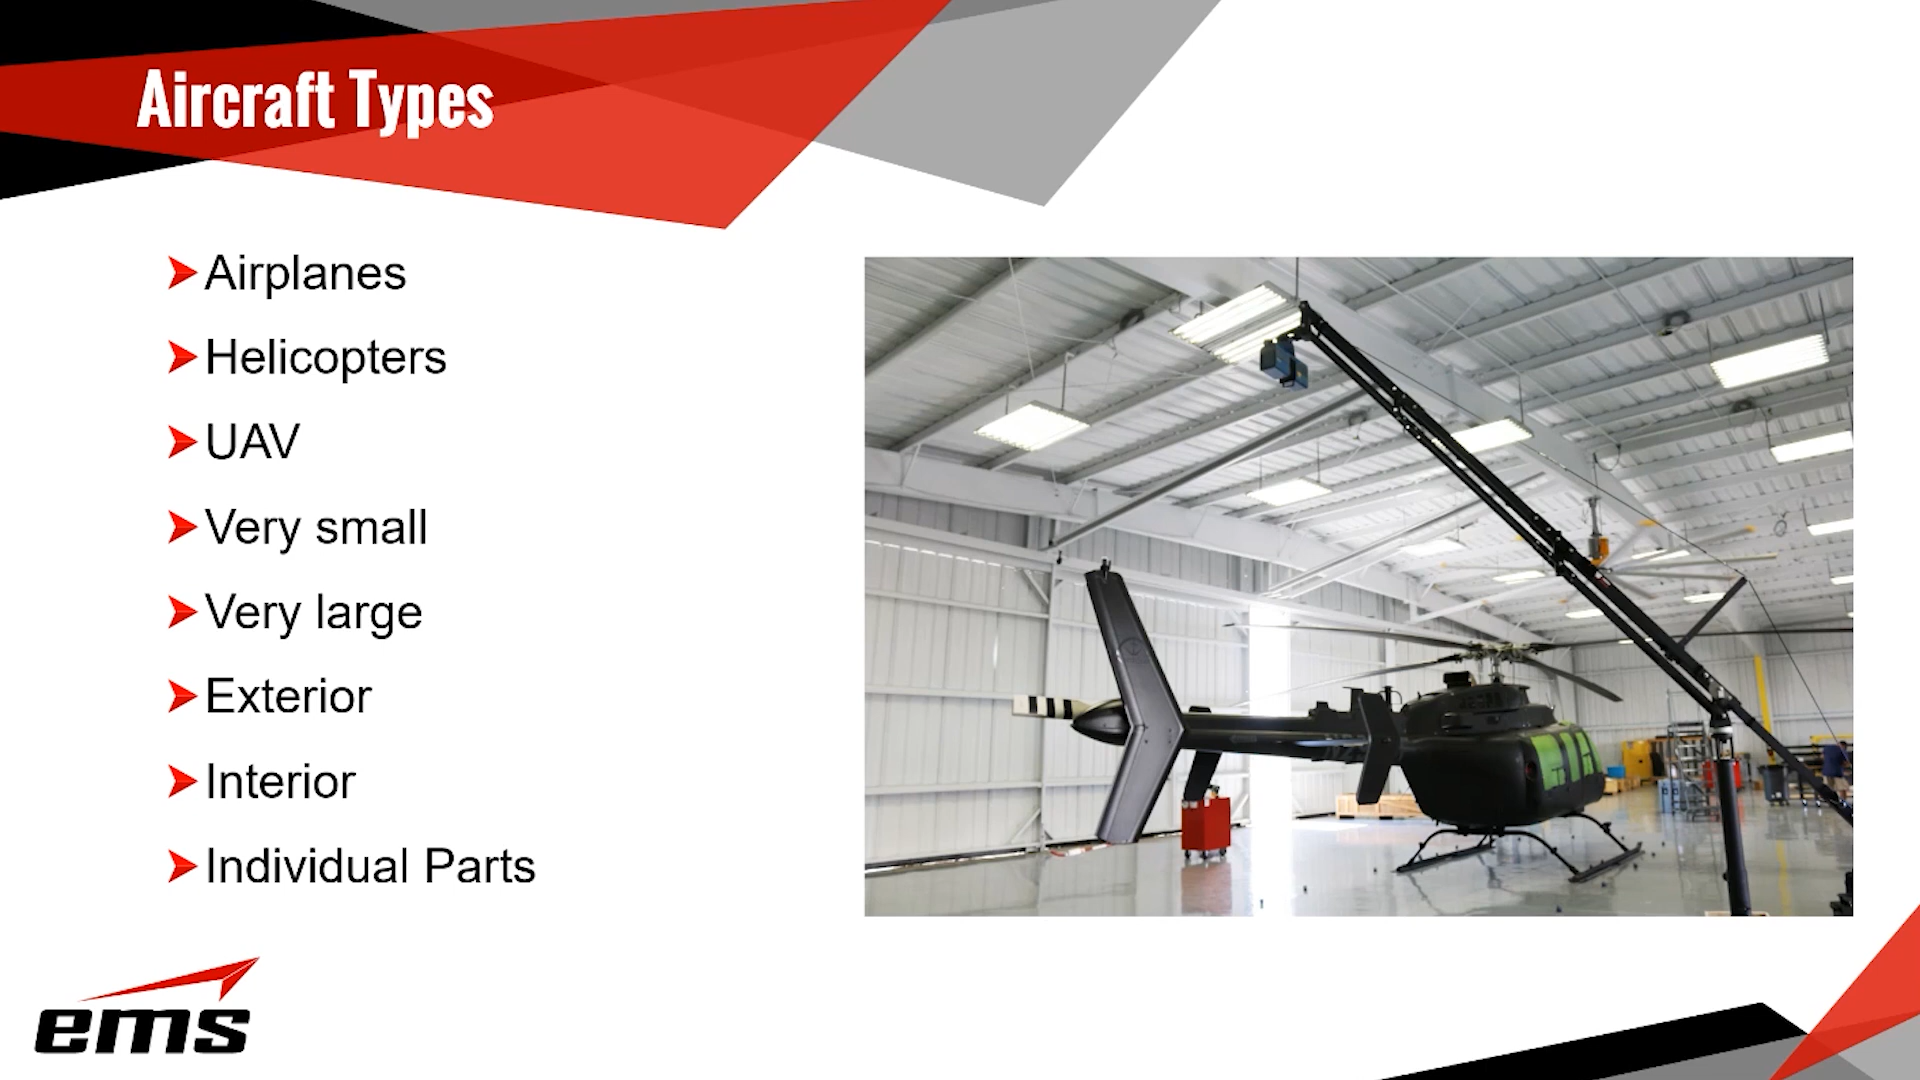 Aircraft Types
Airplanes
Helicopters
UAV
Very small
Very large
Exterior
Interior
Individual Parts
ems